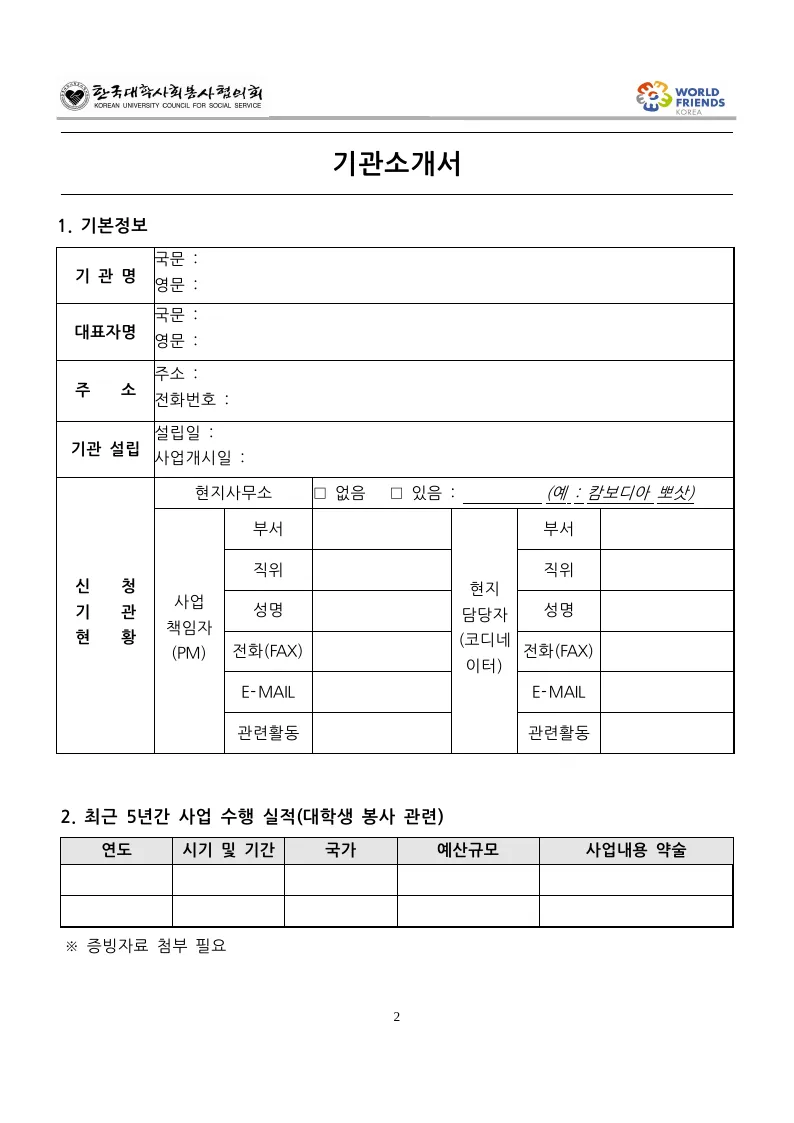 한국대학사회봉사협의회
KOREAN UNIVERSITY COUNCIL FOR SOCIAL SERVICE
WORLD
FRIENDS
KOREA
기관소개서
1. 기본정보
기 관 명
국문 :
영문 :
대표자명
국문 :
영문 :
주 소
주소 :
전화번호 :
기관 설립
설립일 :
사업개시일 :
신 청
기 관
현 황
현지사무소
□ 없음 □ 있음 : (예 : 캄보디아 뽀삿)
사업
책임자
(PM)
부서
직위
성명
전화(FAX)
E-MAIL
관련활동
현지
담당자
(코디네
이터)
부서
직위
성명
전화(FAX)
E-MAIL
관련활동
2. 최근 5년간 사업 수행 실적(대학생 봉사 관련)
연도 시기 및 기간 국가 예산규모 사업내용 약술
※ 증빙자료 첨부 필요
2